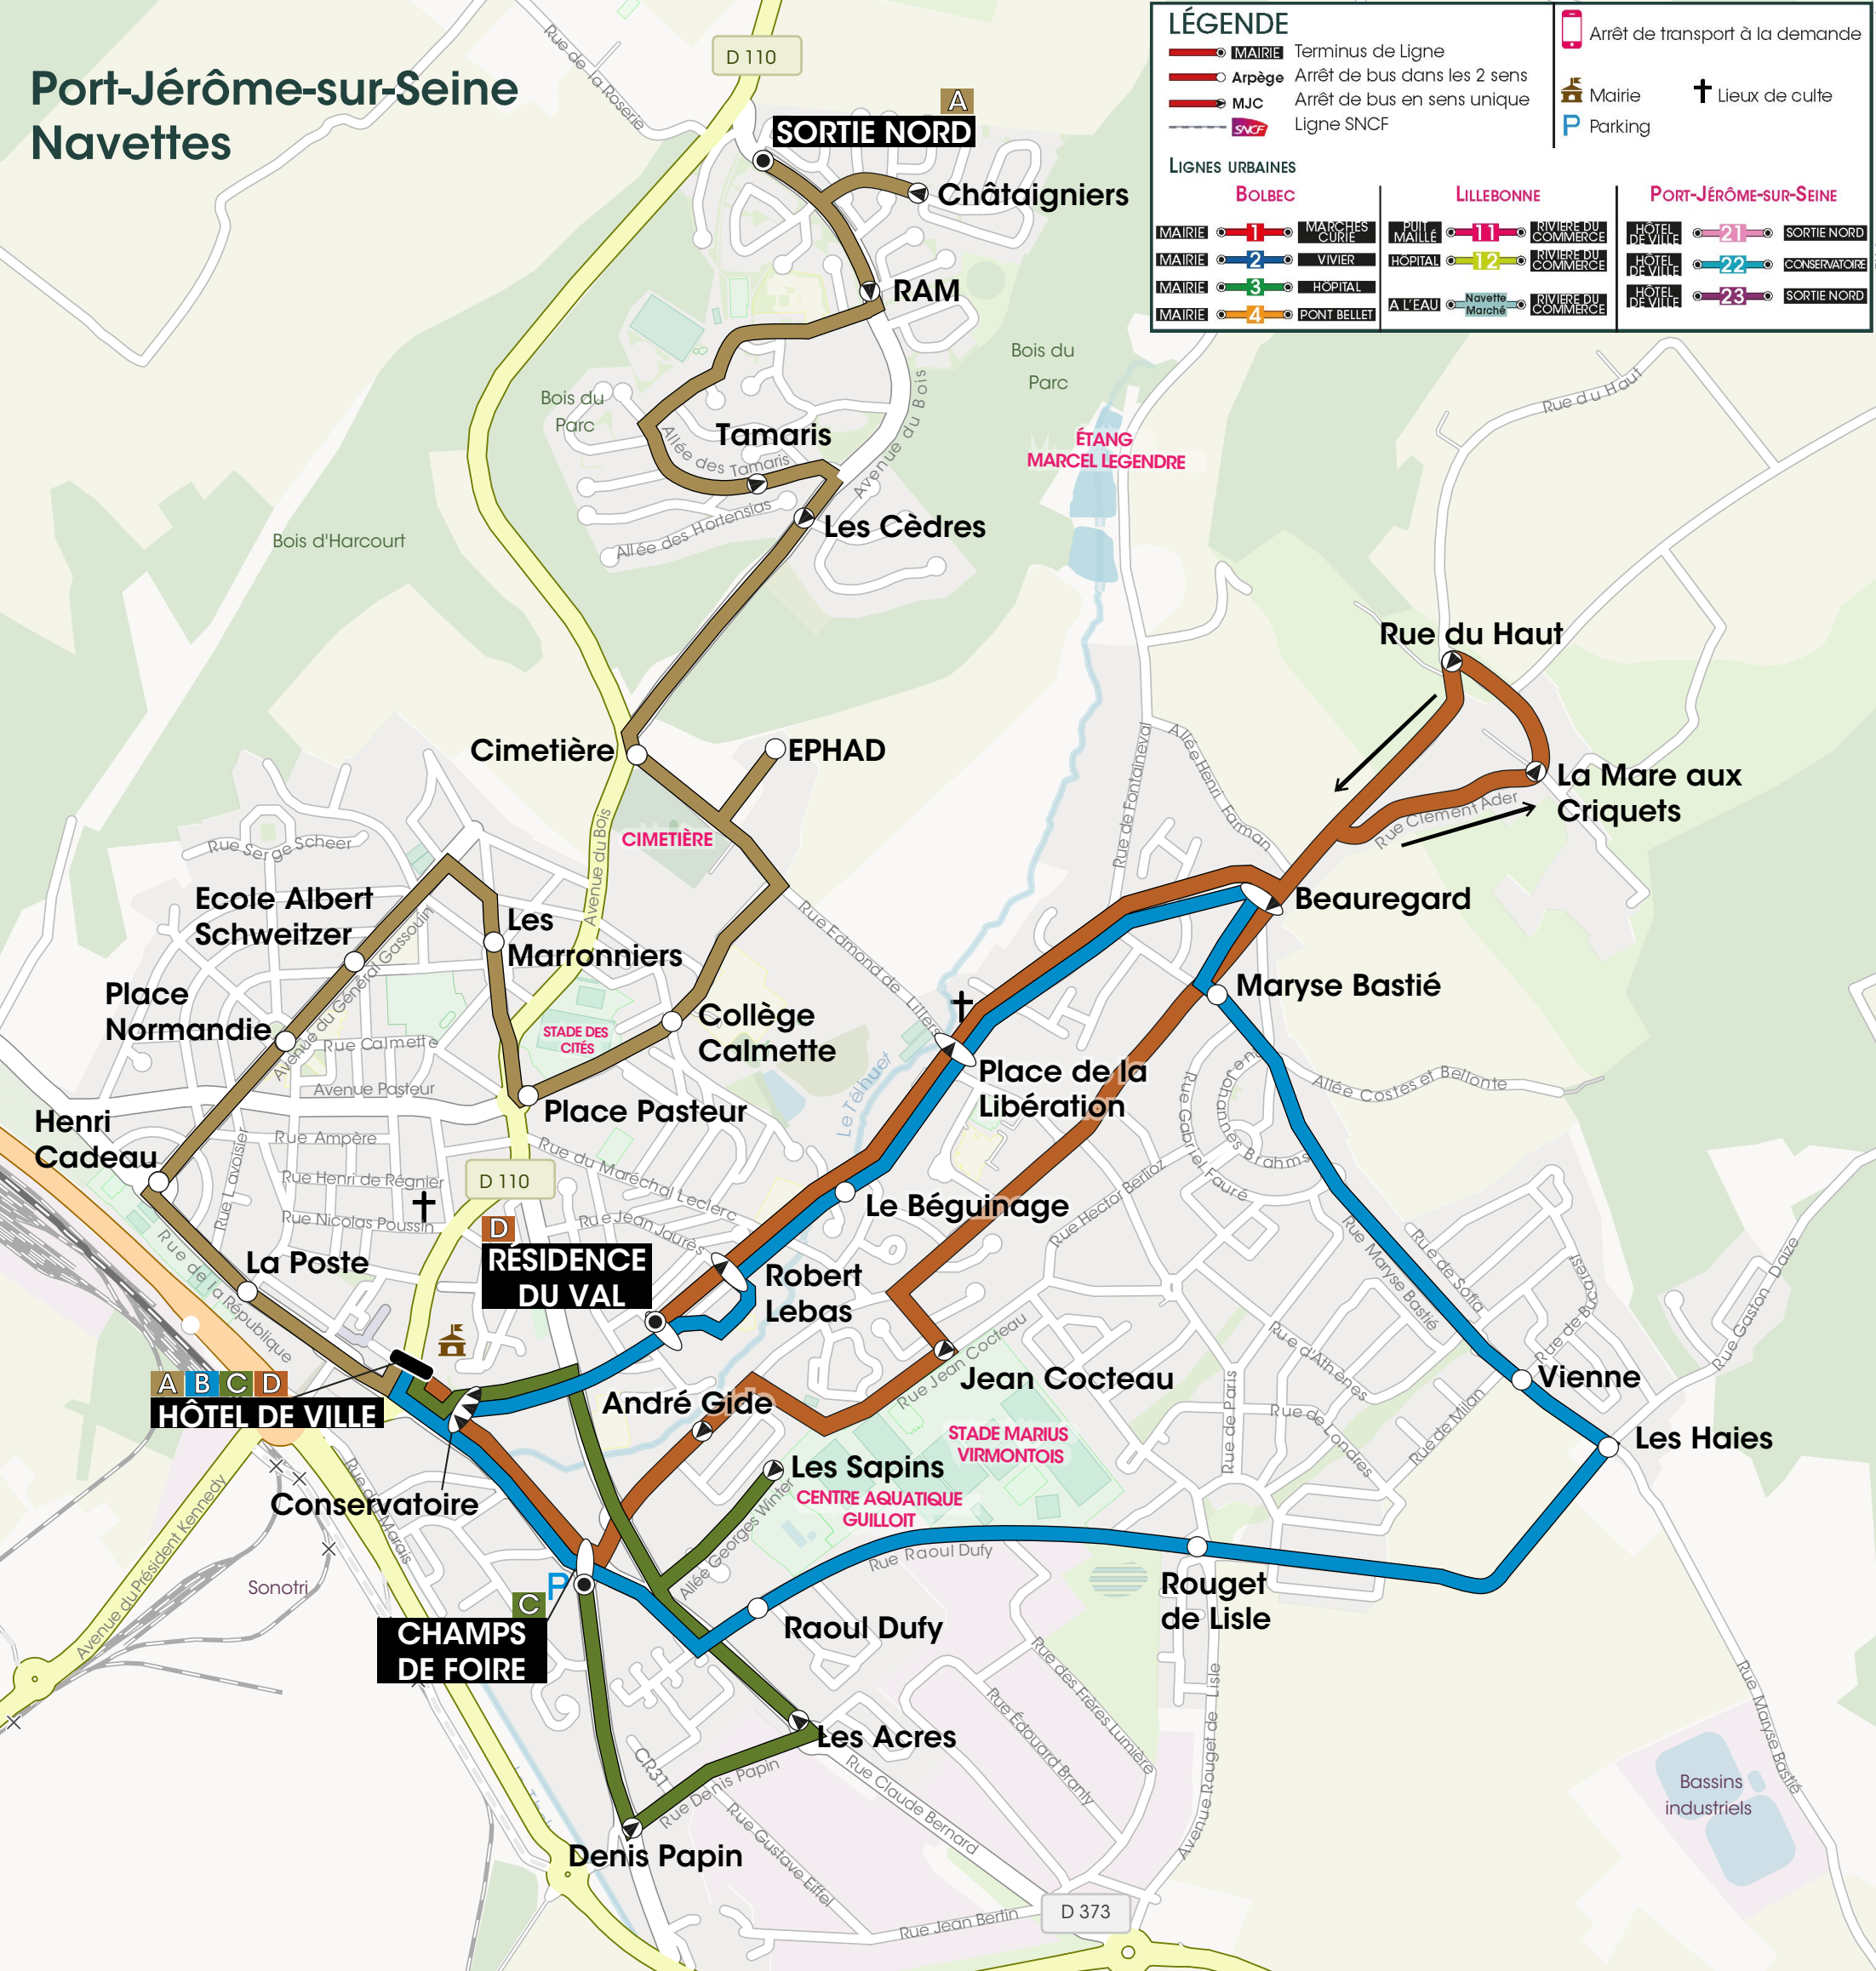 Port-Jérôme-sur-Seine
Navettes
LÉGENDE
MAIRIE Terminus de Ligne
Arpège Arrêt de bus dans les 2 sens
MJC Arrêt de bus en sens unique
SNCF Ligne SNCF
Arrêt de transport à la demande
Mairie
Lieux de culte
P Parking
LIGNES URBAINES
BOLBEC
MAIRIE 1 MARCHES
CURIE
MAIRIE 2 VIVIER
MAIRIE 3 HÔPITAL
MAIRIE 4 PONT BELLET
LILLEBONNE
PUIT
MAILLÉ 11 RIVIERE DU
COMMERCE
HÔPITAL 12 RIVIERE DU
COMMERCE
A L'EAU Navette
Marché RIVIERE DU
COMMERCE
PORT-JÉRÔME-SUR-SEINE
HÔTEL
DE VILLE 21 SORTIE NORD
HÔTEL
DE VILLE 22 CONSERVATOIRE
HÔTEL
DE VILLE 23 SORTIE NORD
D 110
Rue de la Roserie
A
SORTIE NORD
Châtaigniers
RAM
Bois du
Parc
Bois du
Parc
Rue du Haut
Tamaris
Allée des Tamaris
Avenue du Bois
ÉTANG
MARCEL LEGENDRE
Allée des Hortensias
Les Cèdres
Bois d'Harcourt
Rue du Haut
Cimetière
EPHAD
La Mare aux
Criquets
Rue Clément Ader
CIMETIÈRE
Avenue du Bois
Rue de Fontaineval
Allée Henri Farman
Rue Serge Scheer
Ecole Albert
Schweitzer
Les
Marronniers
Beauregard
Rue Edmond de Lillers
Avenue du Général Gassouin
Place
Normandie
Maryse Bastié
Collège
Calmette
STADE DES
CITÉS
Rue Calmette
Avenue Pasteur
Place de la
Libération
Le Télhuet
Place Pasteur
Allée Costes et Bellonte
Johannes Brahms
Rue Gabriel Fauré
Henri
Cadeau
Rue Ampère
Rue Lavoisier
Rue Henri de Régnier
Rue Nicolas Poussin
D 110
Rue du Maréchal Leclerc
Rue Jean Jaurès
Le Béguinage
Rue Hector Berlioz
Rue Maryse Bastié
Rue de Sofia
Rue de Bucarest
Rue Gaston Daize
La Poste
Rue de la République
D
RÉSIDENCE
DU VAL
Robert
Lebas
A B C D
HÔTEL DE VILLE
André Gide
Jean Cocteau
Rue Jean Cocteau
Rue d'Athènes
Rue de Paris
Rue de Londres
Rue de Milan
Vienne
Les Haies
STADE MARIUS
VIRMONTOIS
Les Sapins
CENTRE AQUATIQUE
GUILLOIT
Conservatoire
Rue du Marais
Avenue du Président Kennedy
Sonotri
Allée Georges Winter
Rue Raoul Dufy
Rouget
de Lisle
P
C
CHAMPS
DE FOIRE
Raoul Dufy
Les Acres
Rue des Frères Lumière
Rue Édouard Branly
Avenue Rouget de Lisle
Rue Maryse Bastié
Bassins
industriels
CR31
Rue Denis Papin
Rue Claude Bernard
Denis Papin
Rue Gustave Eiffel
Rue Jean Bertin
D 373